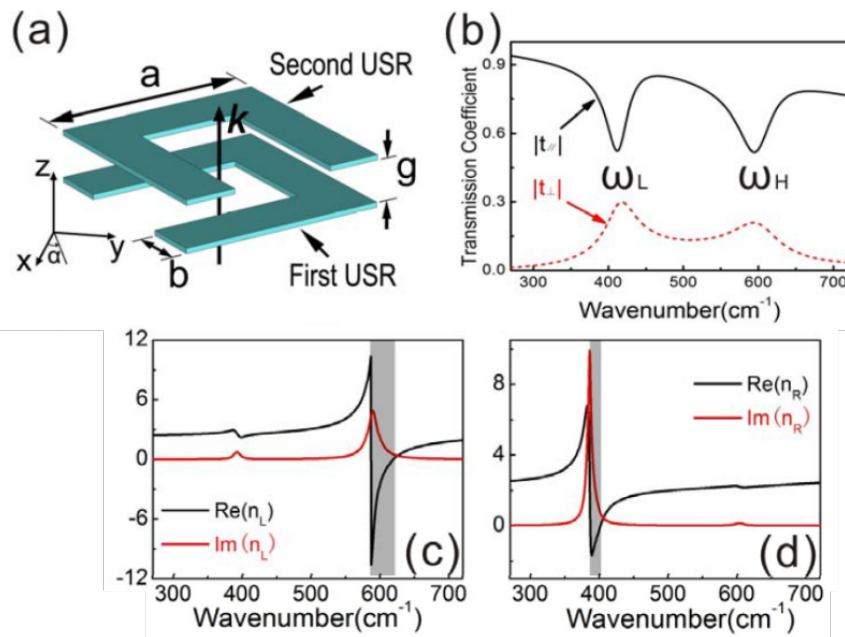 (a)
a
Second USR
k
g
z
y
x
α
b
First USR
(b)
Transmission Coefficient
0.9
0.6
0.3
0.0
|t//|
|t⊥|
ωL
ωH
300 400 500 600 700
Wavenumber(cm-1)
12
6
0
-6
-12
Re(nL)
Im(nL)
(c)
300 400 500 600 700
Wavenumber(cm-1)
8
4
0
Re(nR)
Im(nR)
(d)
300 400 500 600 700
Wavenumber(cm-1)